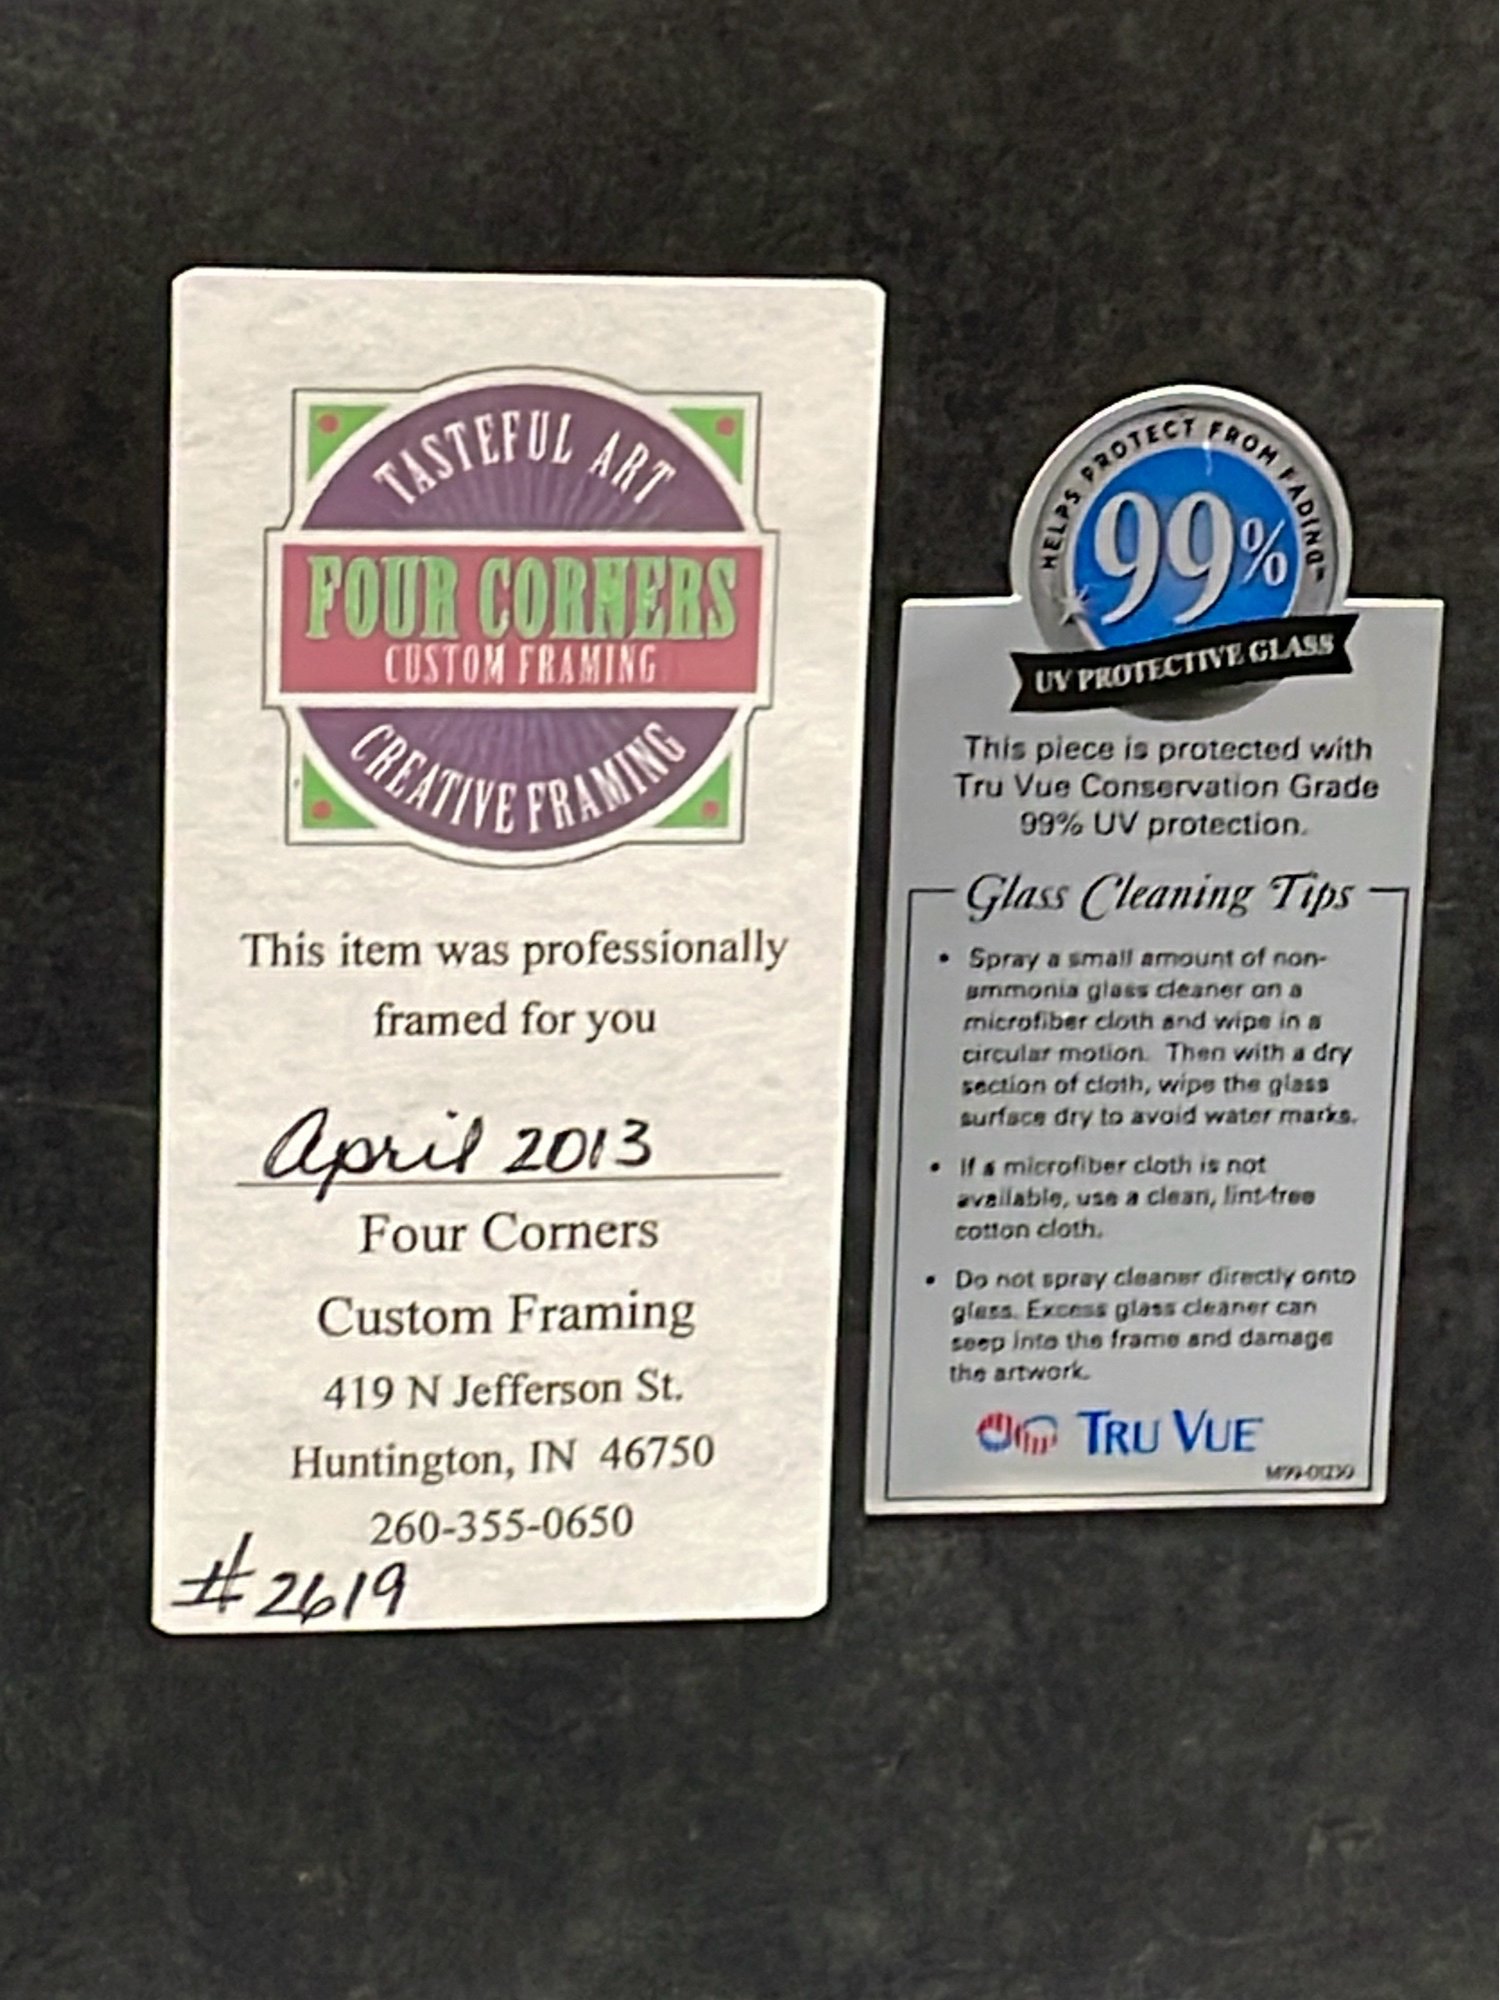 TASTEFUL ART
FOUR CORNERS
CUSTOM FRAMING
CREATIVE FRAMING
This item was professionally
framed for you
April 2013
Four Corners
Custom Framing
419 N Jefferson St.
Huntington, IN 46750
260-355-0650
#2619
HELPS PROTECT FROM FADING™
99%
UV PROTECTIVE GLASS
This piece is protected with
Tru Vue Conservation Grade
99% UV protection.
Glass Cleaning Tips
• Spray a small amount of non-
ammonia glass cleaner on a
microfiber cloth and wipe in a
circular motion. Then with a dry
section of cloth, wipe the glass
surface dry to avoid water marks.
• If a microfiber cloth is not
available, use a clean, lint-free
cotton cloth.
• Do not spray cleaner directly onto
glass. Excess glass cleaner can
seep into the frame and damage
the artwork.
TRU VUE
M99-01230